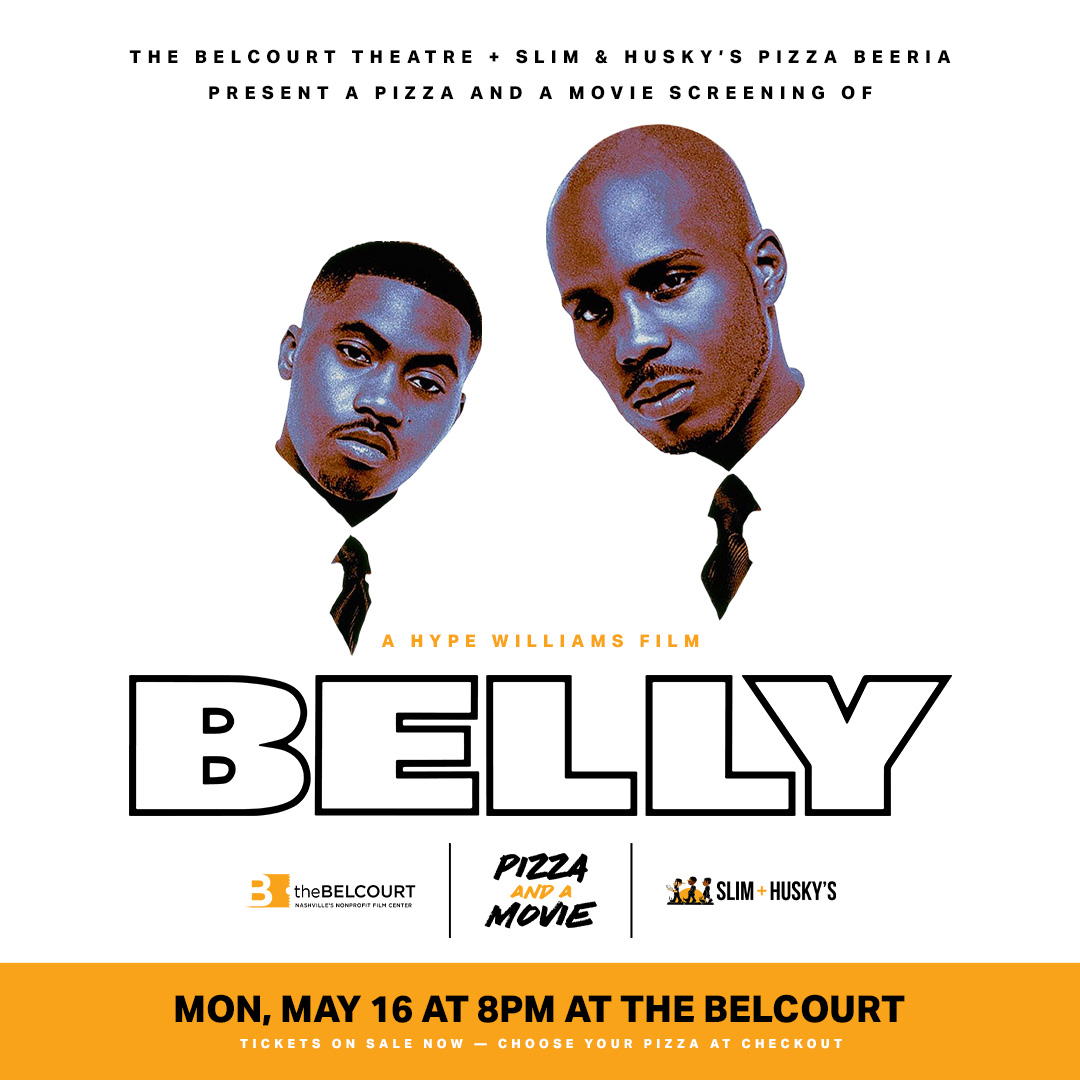 THE BELCOURT THEATRE + SLIM & HUSKY'S PIZZA BEERIA
PRESENT A PIZZA AND A MOVIE SCREENING OF
A HYPE WILLIAMS FILM
BELLY
B theBELCOURT
NASHVILLE'S NONPROFIT FILM CENTER
PIZZA
AND A
MOVIE
SLIM + HUSKY'S
MON, MAY 16 AT 8PM AT THE BELCOURT
TICKETS ON SALE NOW — CHOOSE YOUR PIZZA AT CHECKOUT